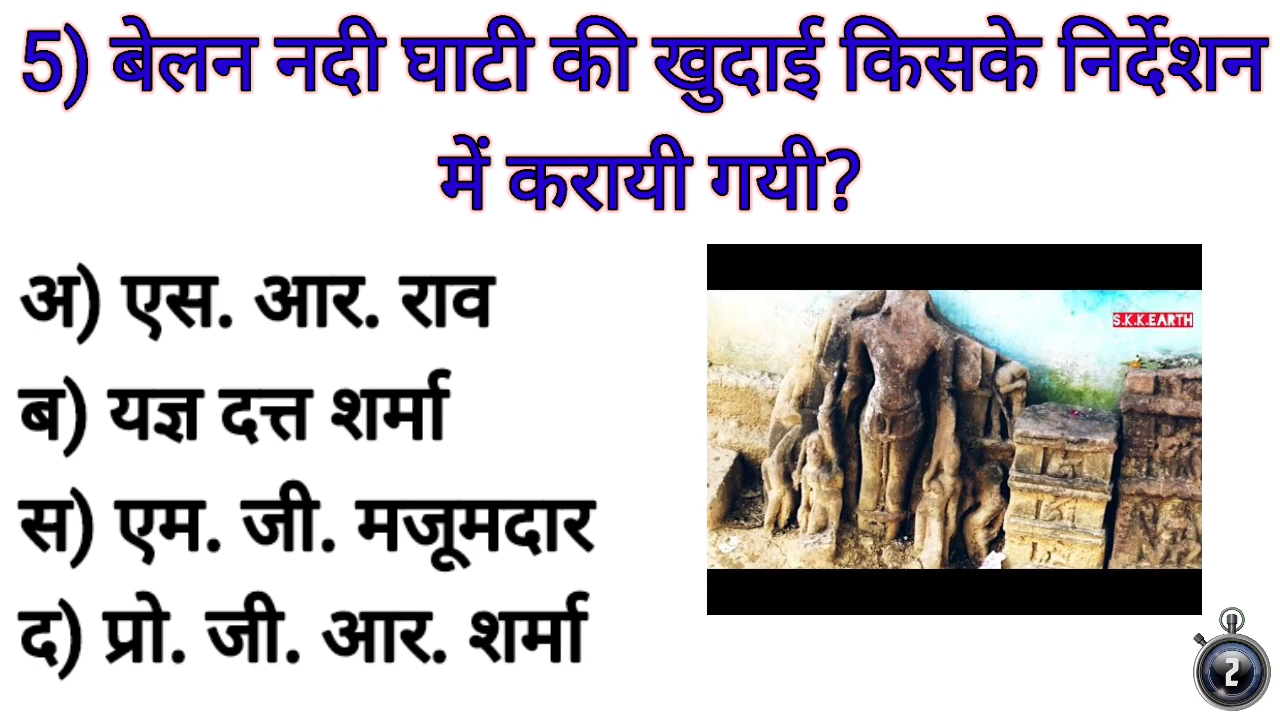 5) बेलन नदी घाटी की खुदाई किसके निर्देशन
में करायी गयी?
अ) एस. आर. राव
ब) यज्ञ दत्त शर्मा
स) एम. जी. मजूमदार
द) प्रो. जी. आर. शर्मा
S.K.K.EARTH
2